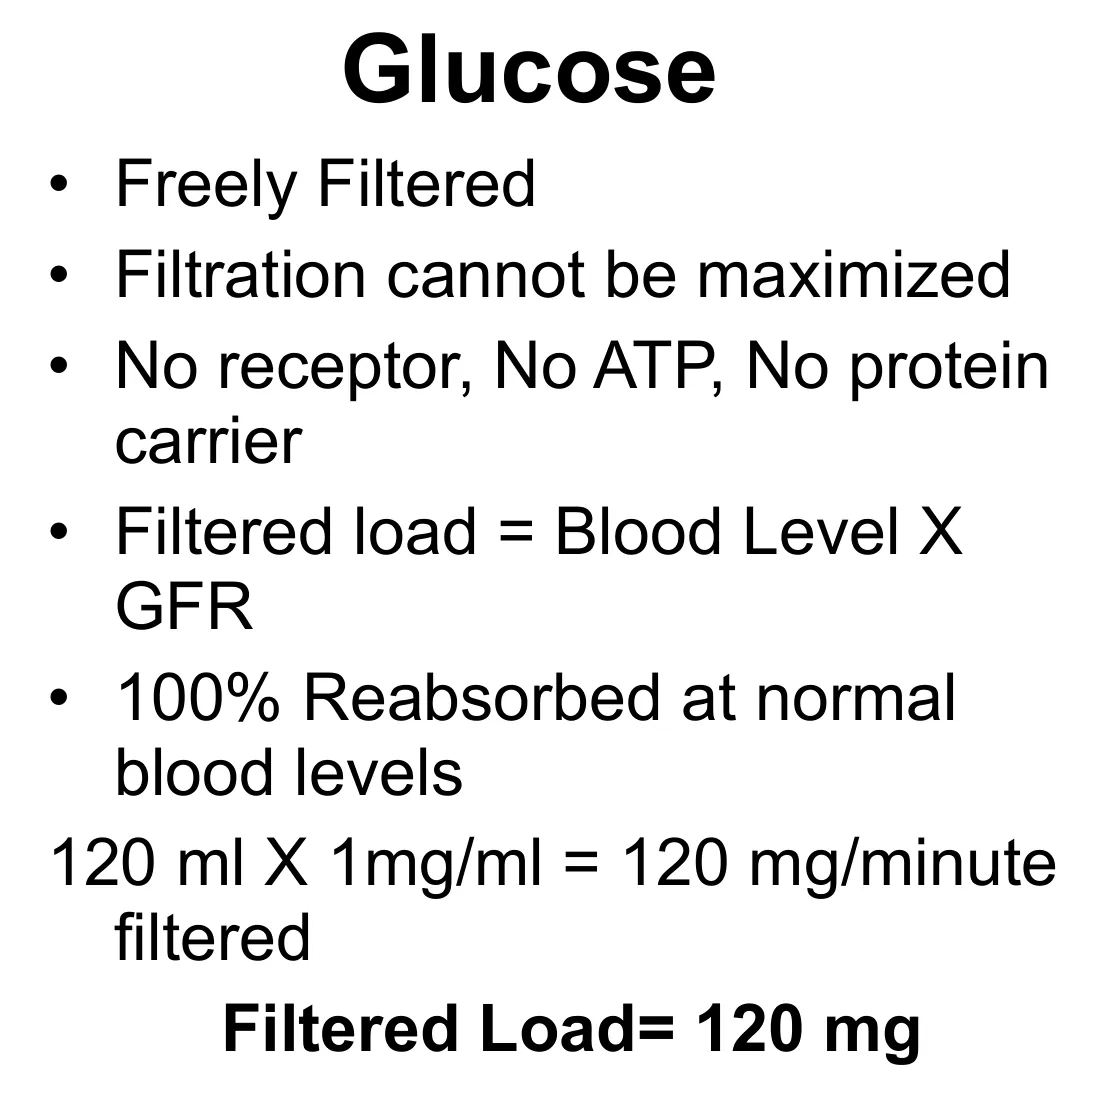 Glucose
• Freely Filtered
• Filtration cannot be maximized
• No receptor, No ATP, No protein
carrier
• Filtered load = Blood Level X
GFR
• 100% Reabsorbed at normal
blood levels
120 ml X 1mg/ml = 120 mg/minute
filtered
Filtered Load= 120 mg